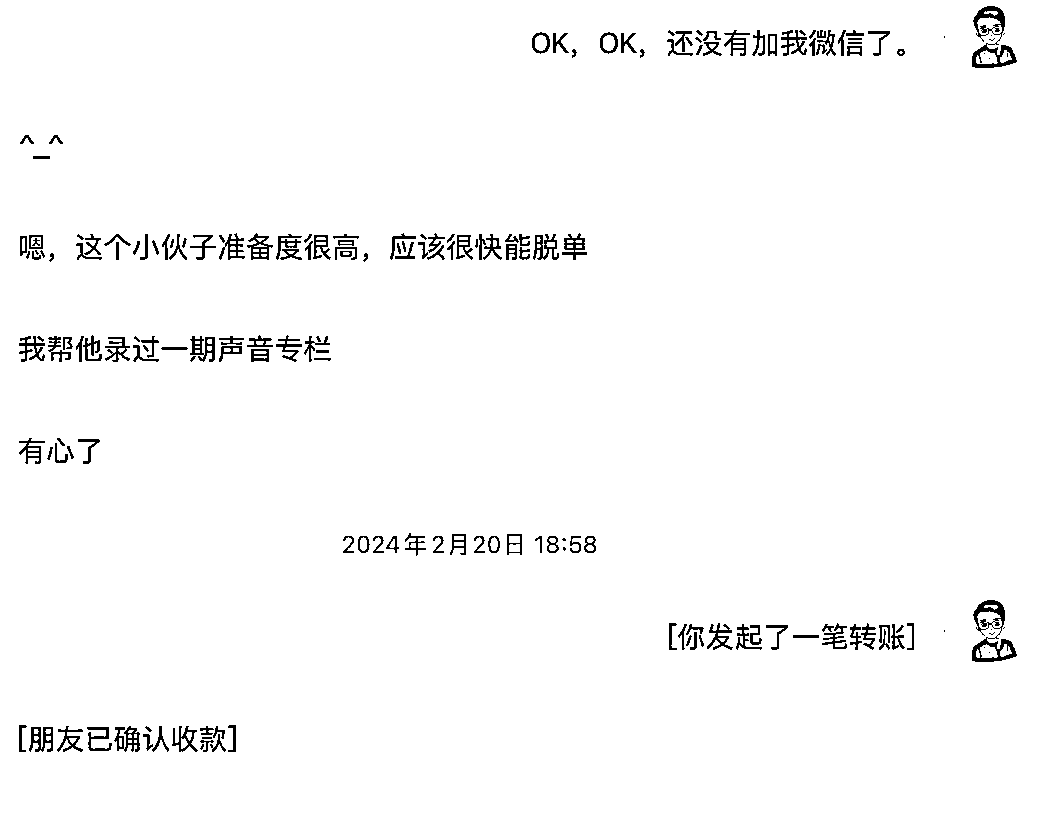 OK，OK，还没有加我微信了。
^_^
嗯，这个小伙子准备度很高，应该很快能脱单
我帮他录过一期声音专栏
有心了
2024年2月20日 18:58
[你发起了一笔转账]
[朋友已确认收款]